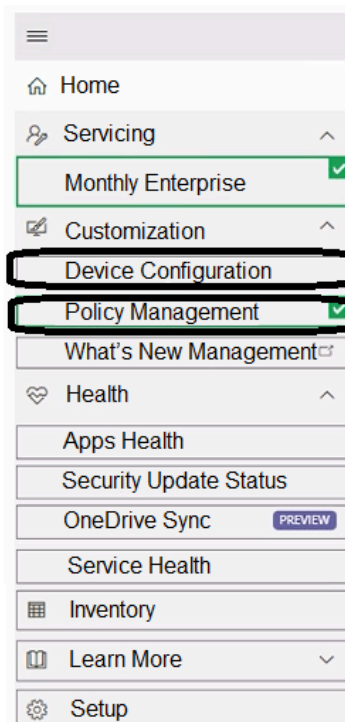 Home
Servicing
Monthly Enterprise
Customization
Device Configuration
Policy Management
What's New Management
Health
Apps Health
Security Update Status
OneDrive Sync PREVIEW
Service Health
Inventory
Learn More
Setup